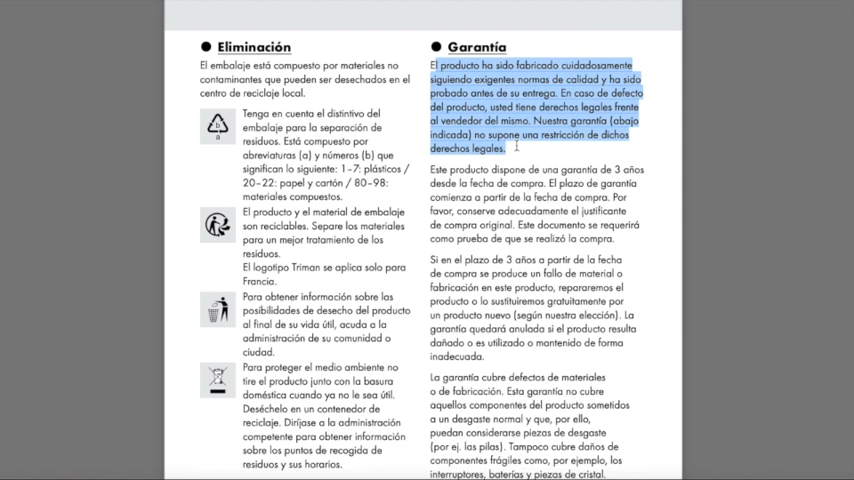 ● Eliminación
El embalaje está compuesto por materiales no
contaminantes que pueden ser desechados en el
centro de reciclaje local.
b
a
Tenga en cuenta el distintivo del
embalaje para la separación de
residuos. Está compuesto por
abreviaturas (a) y números (b) que
significan lo siguiente: 1–7: plásticos /
20–22: papel y cartón / 80–98:
materiales compuestos.
El producto y el material de embalaje
son reciclables. Separe los materiales
para un mejor tratamiento de los
residuos.
El logotipo Triman se aplica solo para
Francia.
Para obtener información sobre las
posibilidades de desecho del producto
al final de su vida útil, acuda a la
administración de su comunidad o
ciudad.
Para proteger el medio ambiente no
tire el producto junto con la basura
doméstica cuando ya no le sea útil.
Deséchelo en un contenedor de
reciclaje. Diríjase a la administración
competente para obtener información
sobre los puntos de recogida de
residuos y sus horarios.
● Garantía
El producto ha sido fabricado cuidadosamente
siguiendo exigentes normas de calidad y ha sido
probado antes de su entrega. En caso de defecto
del producto, usted tiene derechos legales frente
al vendedor del mismo. Nuestra garantía (abajo
indicada) no supone una restricción de dichos
derechos legales.
Este producto dispone de una garantía de 3 años
desde la fecha de compra. El plazo de garantía
comienza a partir de la fecha de compra. Por
favor, conserve adecuadamente el justificante
de compra original. Este documento se requerirá
como prueba de que se realizó la compra.
Si en el plazo de 3 años a partir de la fecha
de compra se produce un fallo de material o
fabricación en este producto, repararemos el
producto o lo sustituiremos gratuitamente por
un producto nuevo (según nuestra elección). La
garantía quedará anulada si el producto resulta
dañado o es utilizado o mantenido de forma
inadecuada.
La garantía cubre defectos de materiales
o de fabricación. Esta garantía no cubre
aquellos componentes del producto sometidos
a un desgaste normal y que, por ello,
puedan considerarse piezas de desgaste
(por ej. las pilas). Tampoco cubre daños de
componentes frágiles como, por ejemplo, los
interruptores, baterías y piezas de cristal.